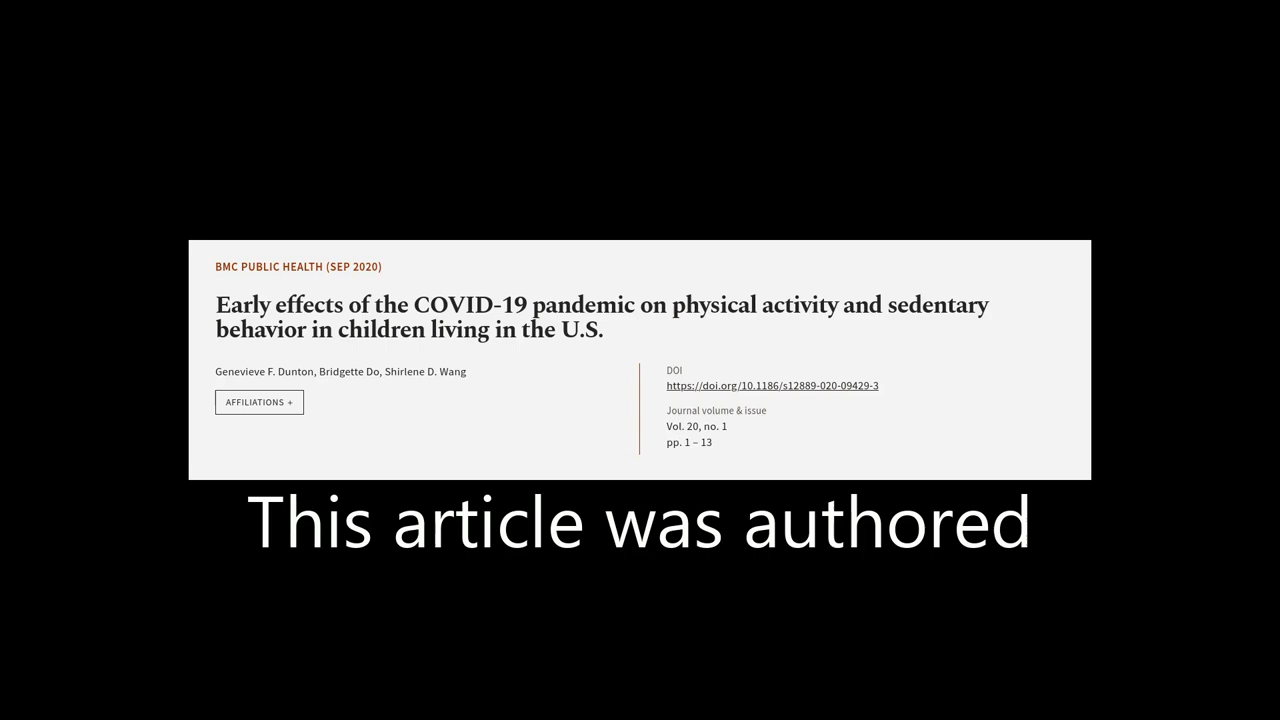 BMC PUBLIC HEALTH (SEP 2020)
Early effects of the COVID-19 pandemic on physical activity and sedentary
behavior in children living in the U.S.
Genevieve F. Dunton, Bridgette Do, Shirlene D. Wang
AFFILIATIONS +
DOI
https://doi.org/10.1186/s12889-020-09429-3
Journal volume & issue
Vol. 20, no. 1
pp. 1 – 13
This article was authored